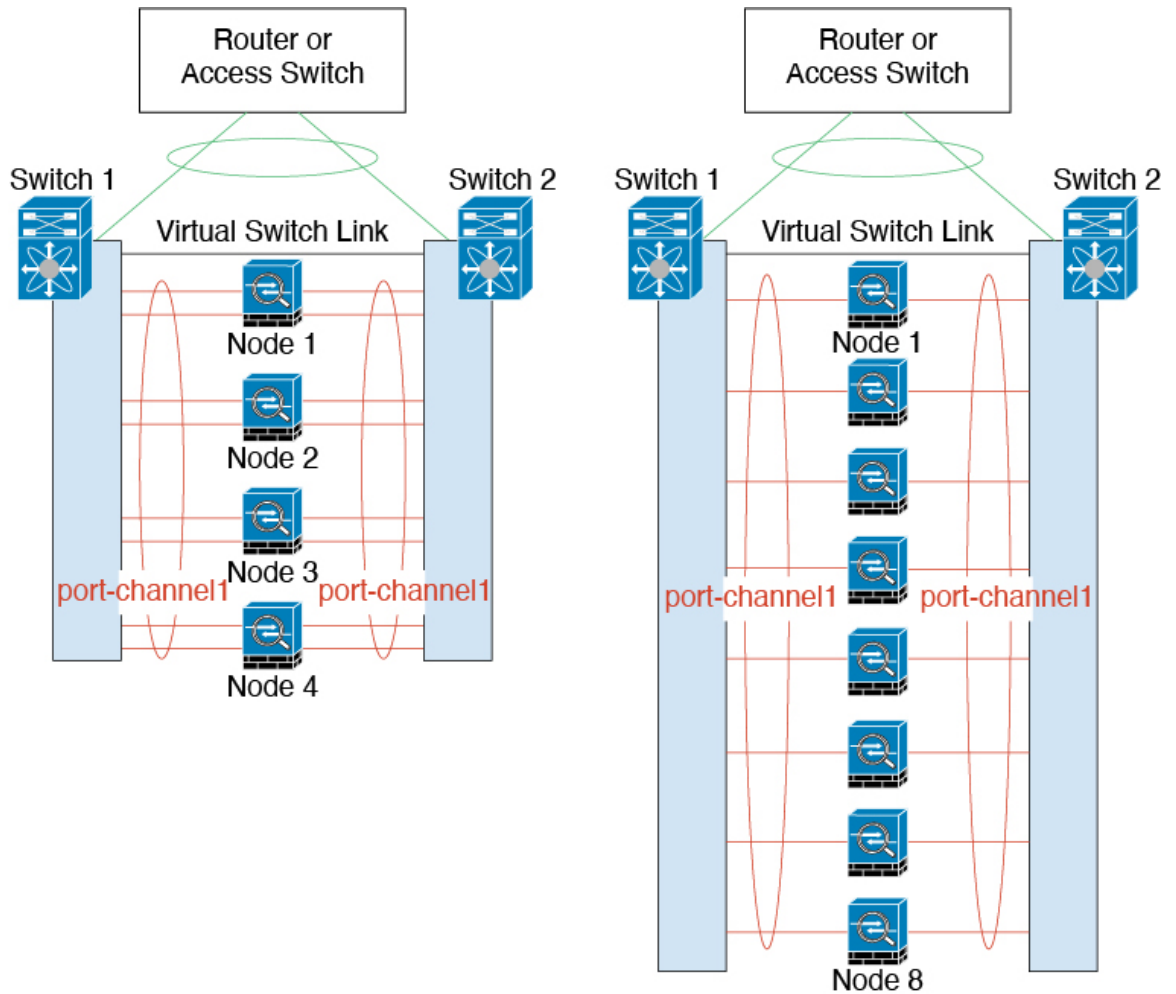 Router or
Access Switch
Switch 1
Switch 2
Virtual Switch Link
Node 1
Node 2
Node 3
port-channel1
port-channel1
Node 4
Router or
Access Switch
Switch 1
Switch 2
Virtual Switch Link
Node 1
port-channel1
port-channel1
Node 8